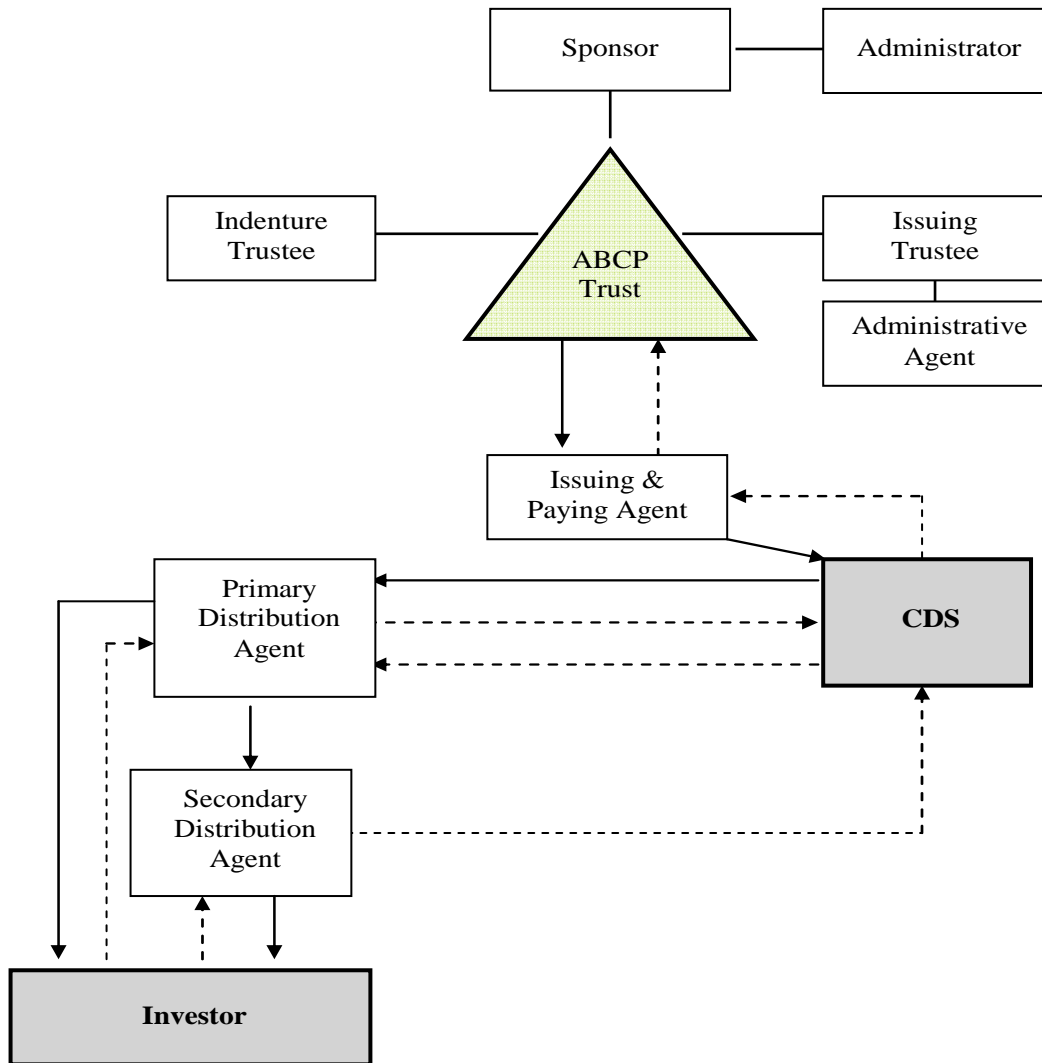 Sponsor
Administrator
Indenture
Trustee
ABCP
Trust
Issuing
Trustee
Administrative
Agent
Issuing &
Paying Agent
Primary
Distribution
Agent
CDS
Secondary
Distribution
Agent
Investor